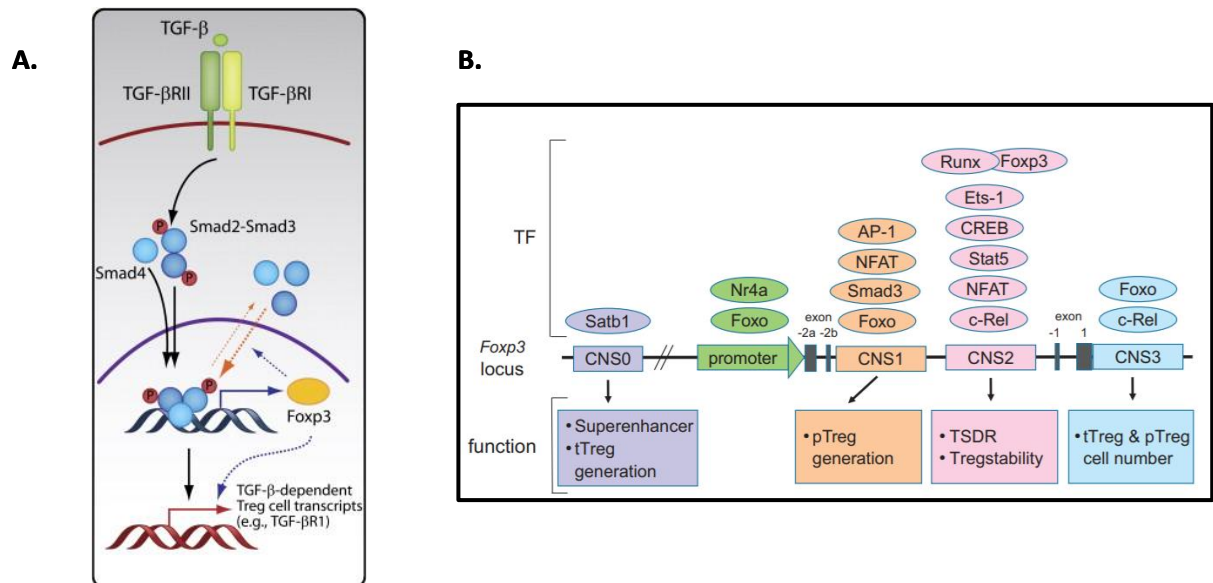 A.
TGF-β
TGF-βRII
TGF-βRI
P
Smad2-Smad3
Smad4
P
P
P
Foxp3
TGF-β-dependent
Treg cell transcripts
(e.g., TGF-βR1)
B.
TF
Runx
Foxp3
Ets-1
AP-1
CREB
NFAT
Stat5
Nr4a
Smad3
NFAT
Foxo
Satb1
Foxo
Foxo
c-Rel
c-Rel
exon
-2a -2b
exon
-1 1
Foxp3
locus
CNS0
//
promoter
CNS1
CNS2
CNS3
function
• Superenhancer
• tTreg
generation
• pTreg
generation
• TSDR
• Tregstability
• tTreg & pTreg
cell number